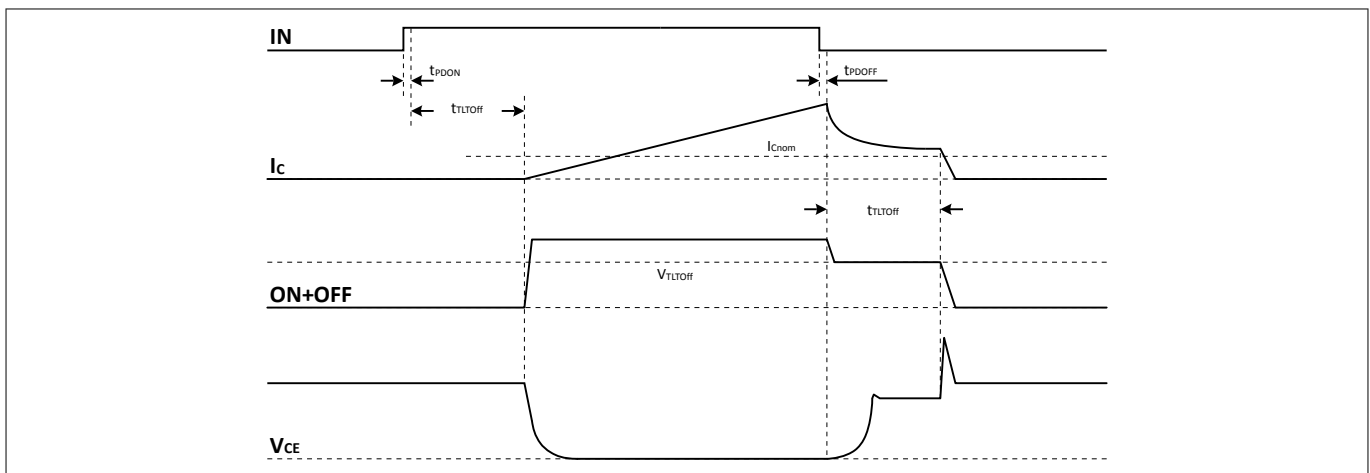 IN
tPDON
tPDOFF
tTLTOff
ICnom
IC
tTLTOff
VTLTOff
ON+OFF
VCE